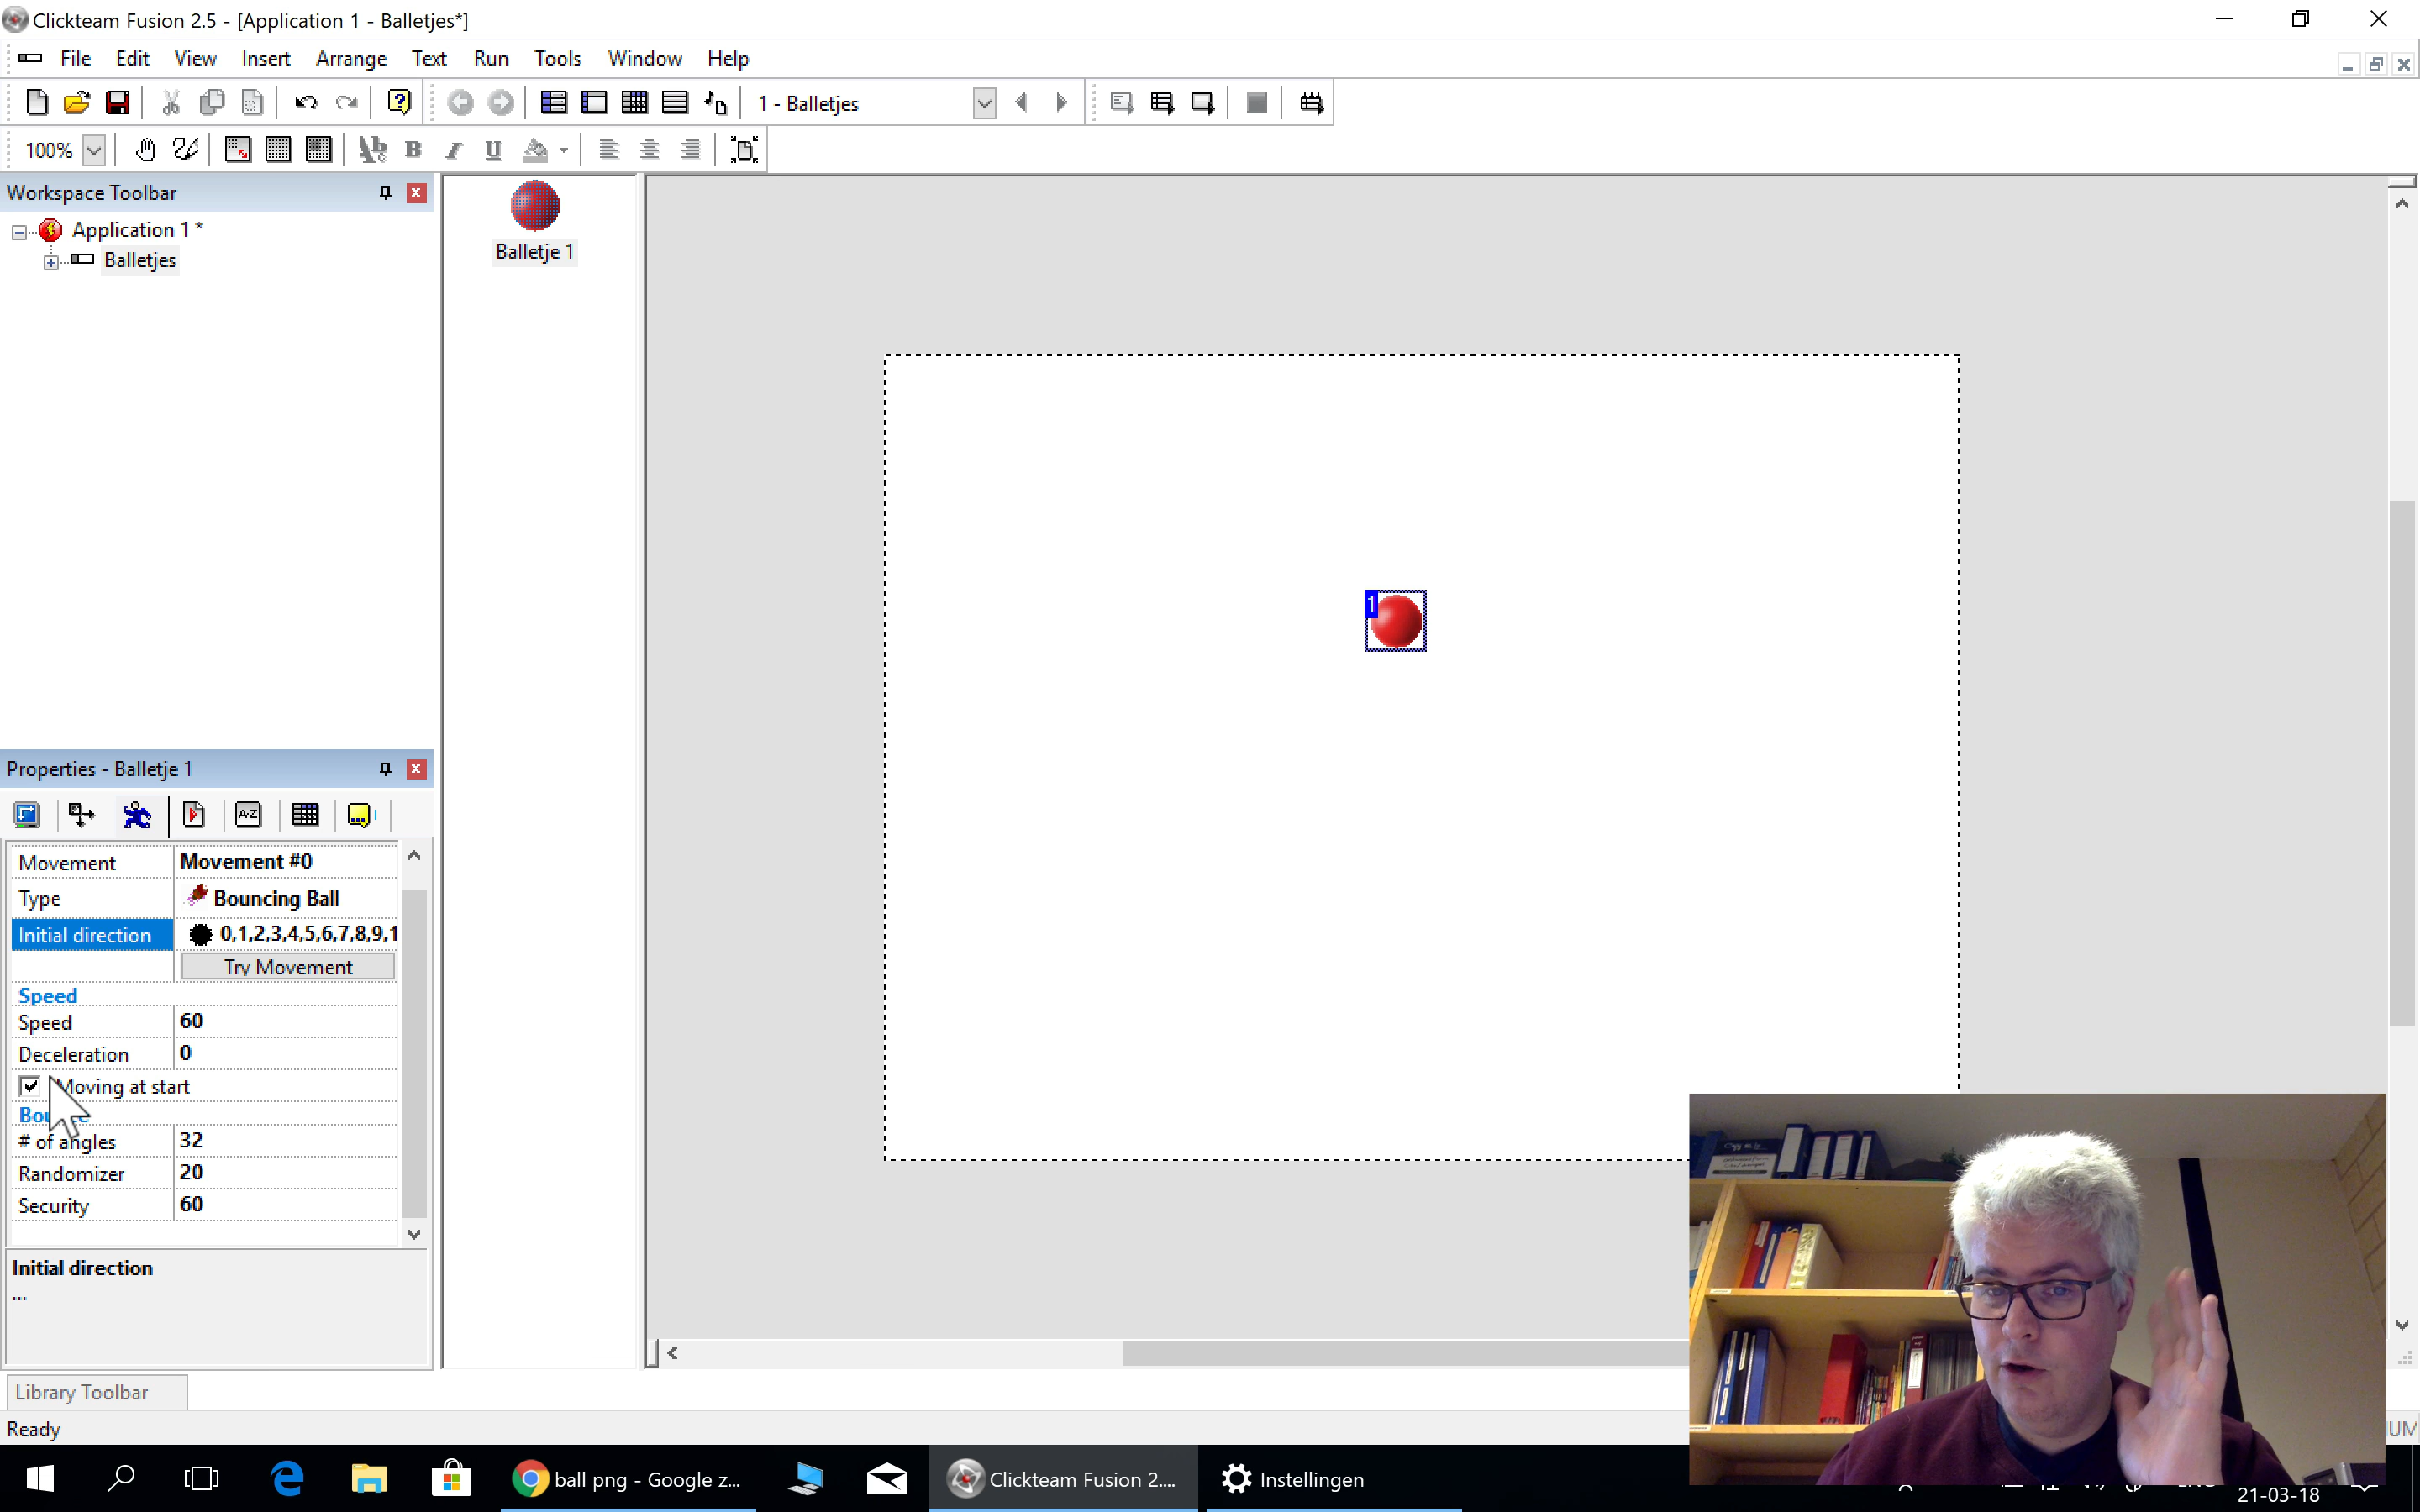 Clickteam Fusion 2.5 - [Application 1 - Balletjes*]
File Edit View Insert Arrange Text Run Tools Window Help
1 - Balletjes
100%
Workspace Toolbar
Application 1 *
Balletjes
Balletje 1
1
Properties - Balletje 1
Movement Movement #0
Type Bouncing Ball
Initial direction 0,1,2,3,4,5,6,7,8,9,1
Try Movement
Speed
Speed 60
Deceleration 0
Moving at start
# of angles 32
Randomizer 20
Security 60
Initial direction
...
Library Toolbar
Ready
ball png - Google z...
Clickteam Fusion 2....
Instellingen
21-03-18